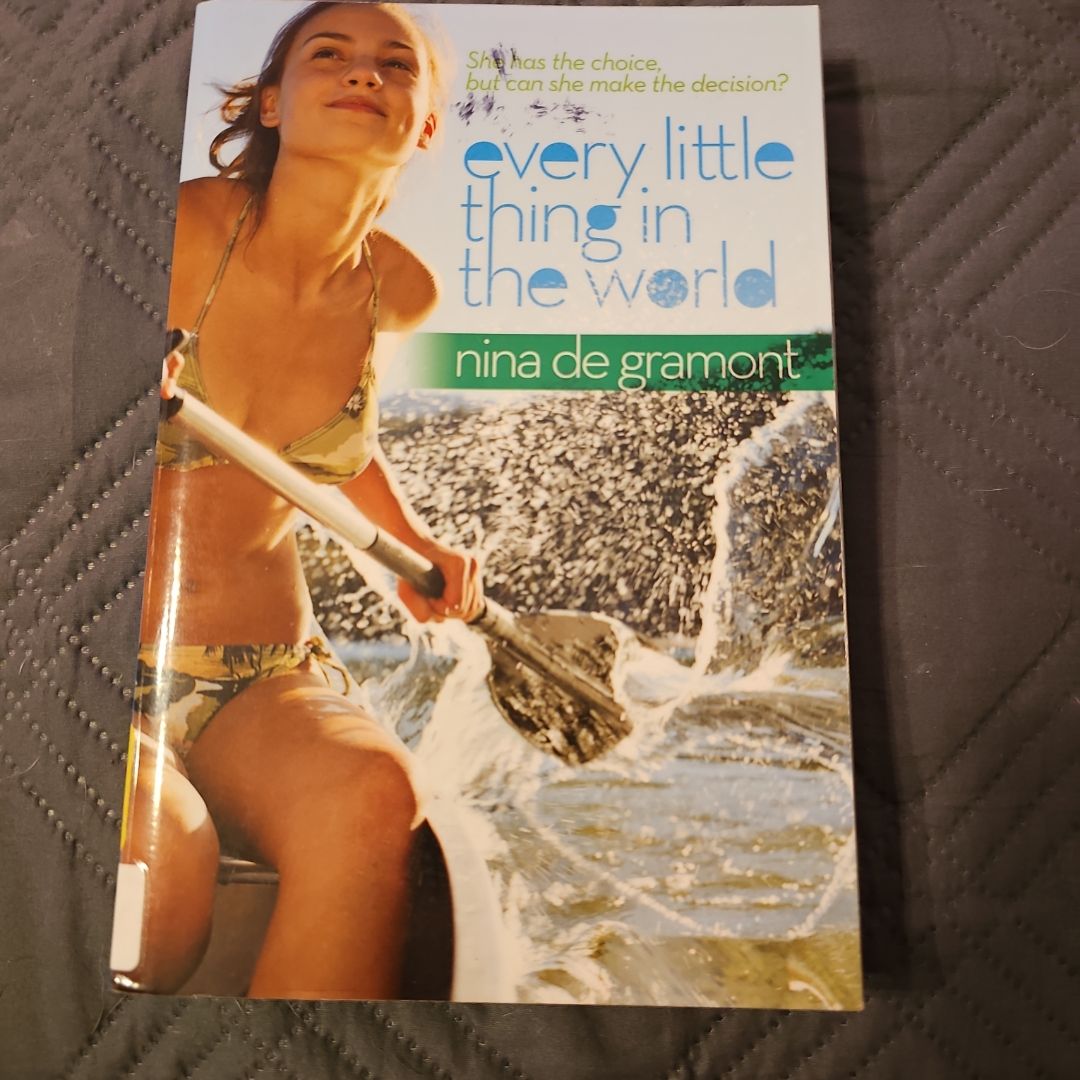 She has the choice,
but can she make the decision?
every little
thing in
the world
nina de gramont